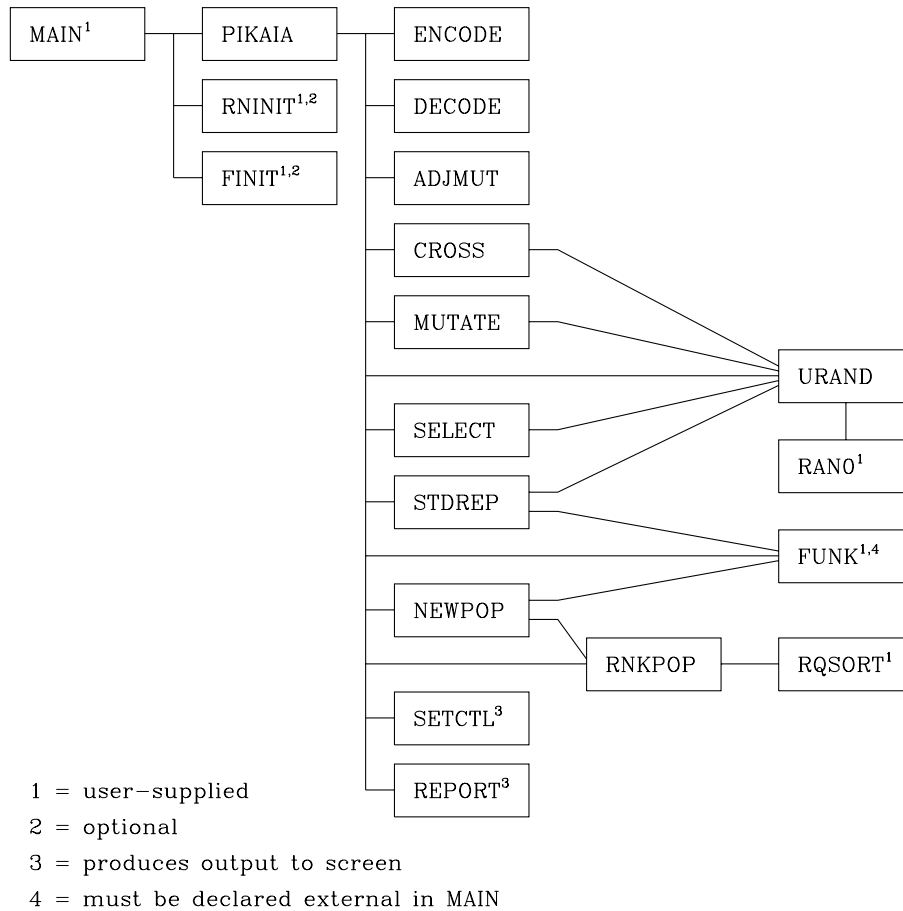 MAIN¹ PIKAIA ENCODE
RNINIT¹,² DECODE
FINIT¹,² ADJMUT
CROSS
MUTATE
URAND
SELECT
RAN0¹
STDREP
FUNK¹,⁴
NEWPOP
RNKPOP RQSORT¹
SETCTL³
REPORT³
1 = user-supplied
2 = optional
3 = produces output to screen
4 = must be declared external in MAIN